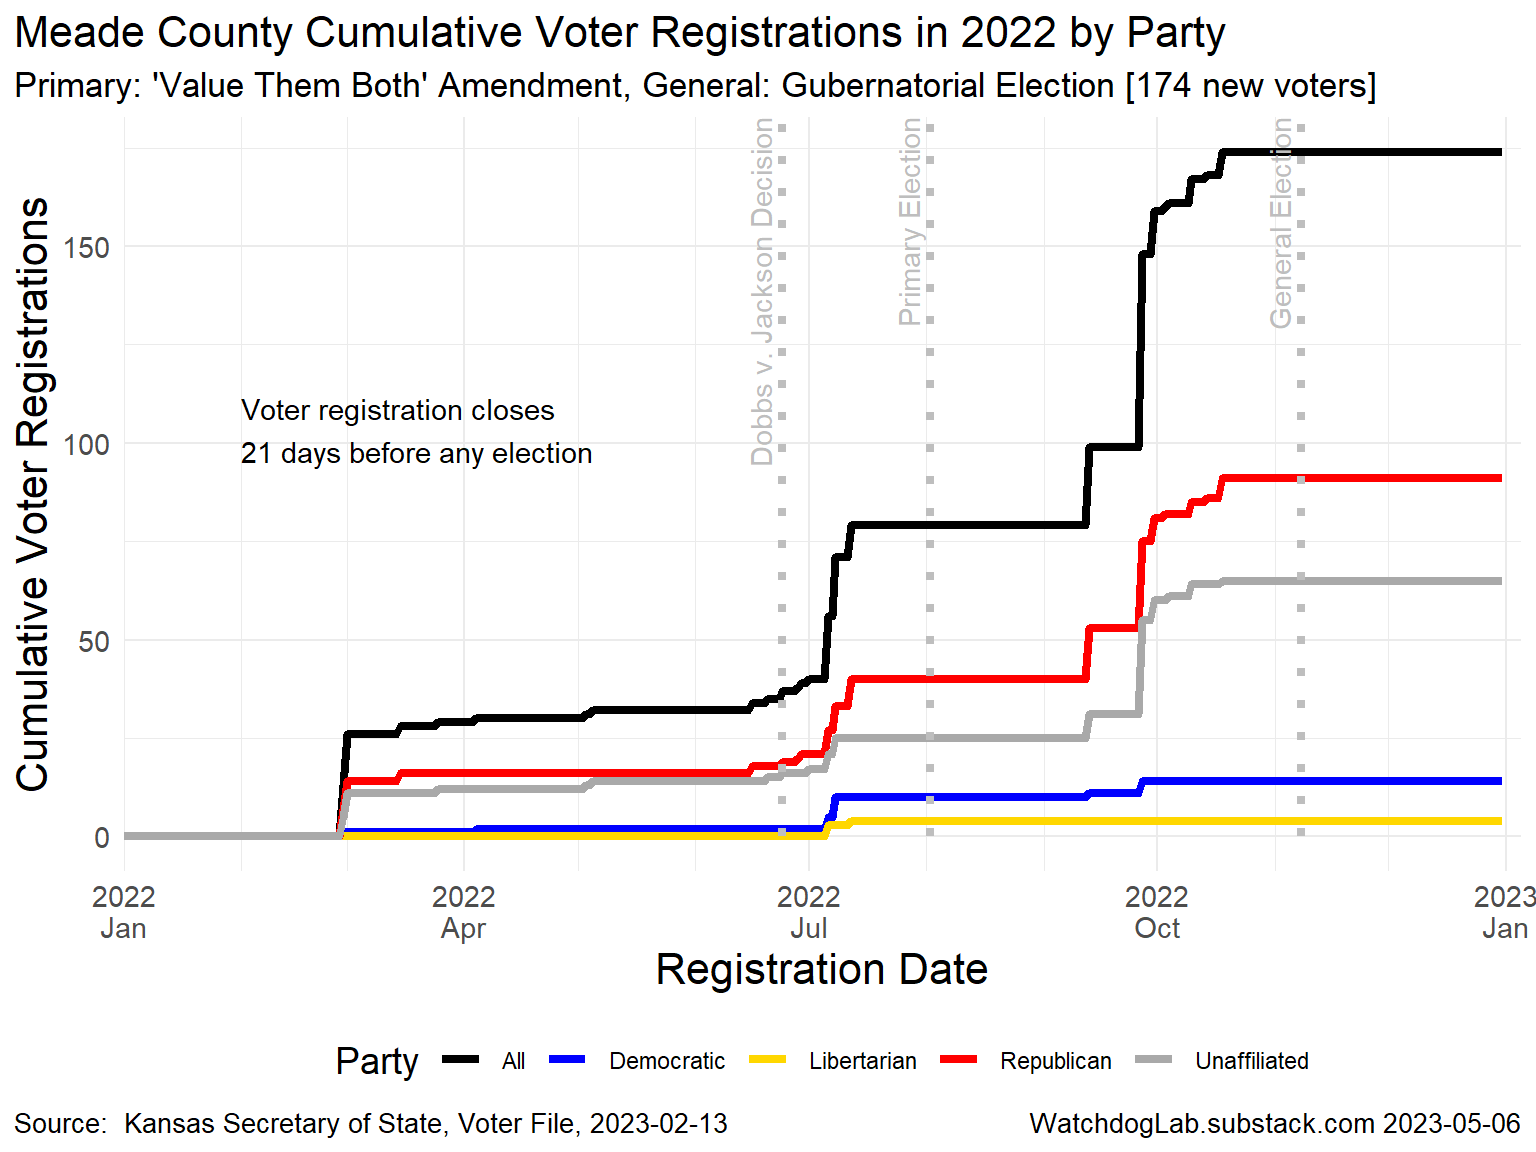 Meade County Cumulative Voter Registrations in 2022 by Party
Primary: 'Value Them Both' Amendment, General: Gubernatorial Election [174 new voters]
Cumulative Voter Registrations
150
100
50
0
Dobbs v. Jackson Decision
Primary Election
General Election
Voter registration closes
21 days before any election
2022
Jan
2022
Apr
2022
Jul
2022
Oct
2023
Jan
Registration Date
Party
All
Democratic
Libertarian
Republican
Unaffiliated
Source:  Kansas Secretary of State, Voter File, 2023-02-13
WatchdogLab.substack.com 2023-05-06